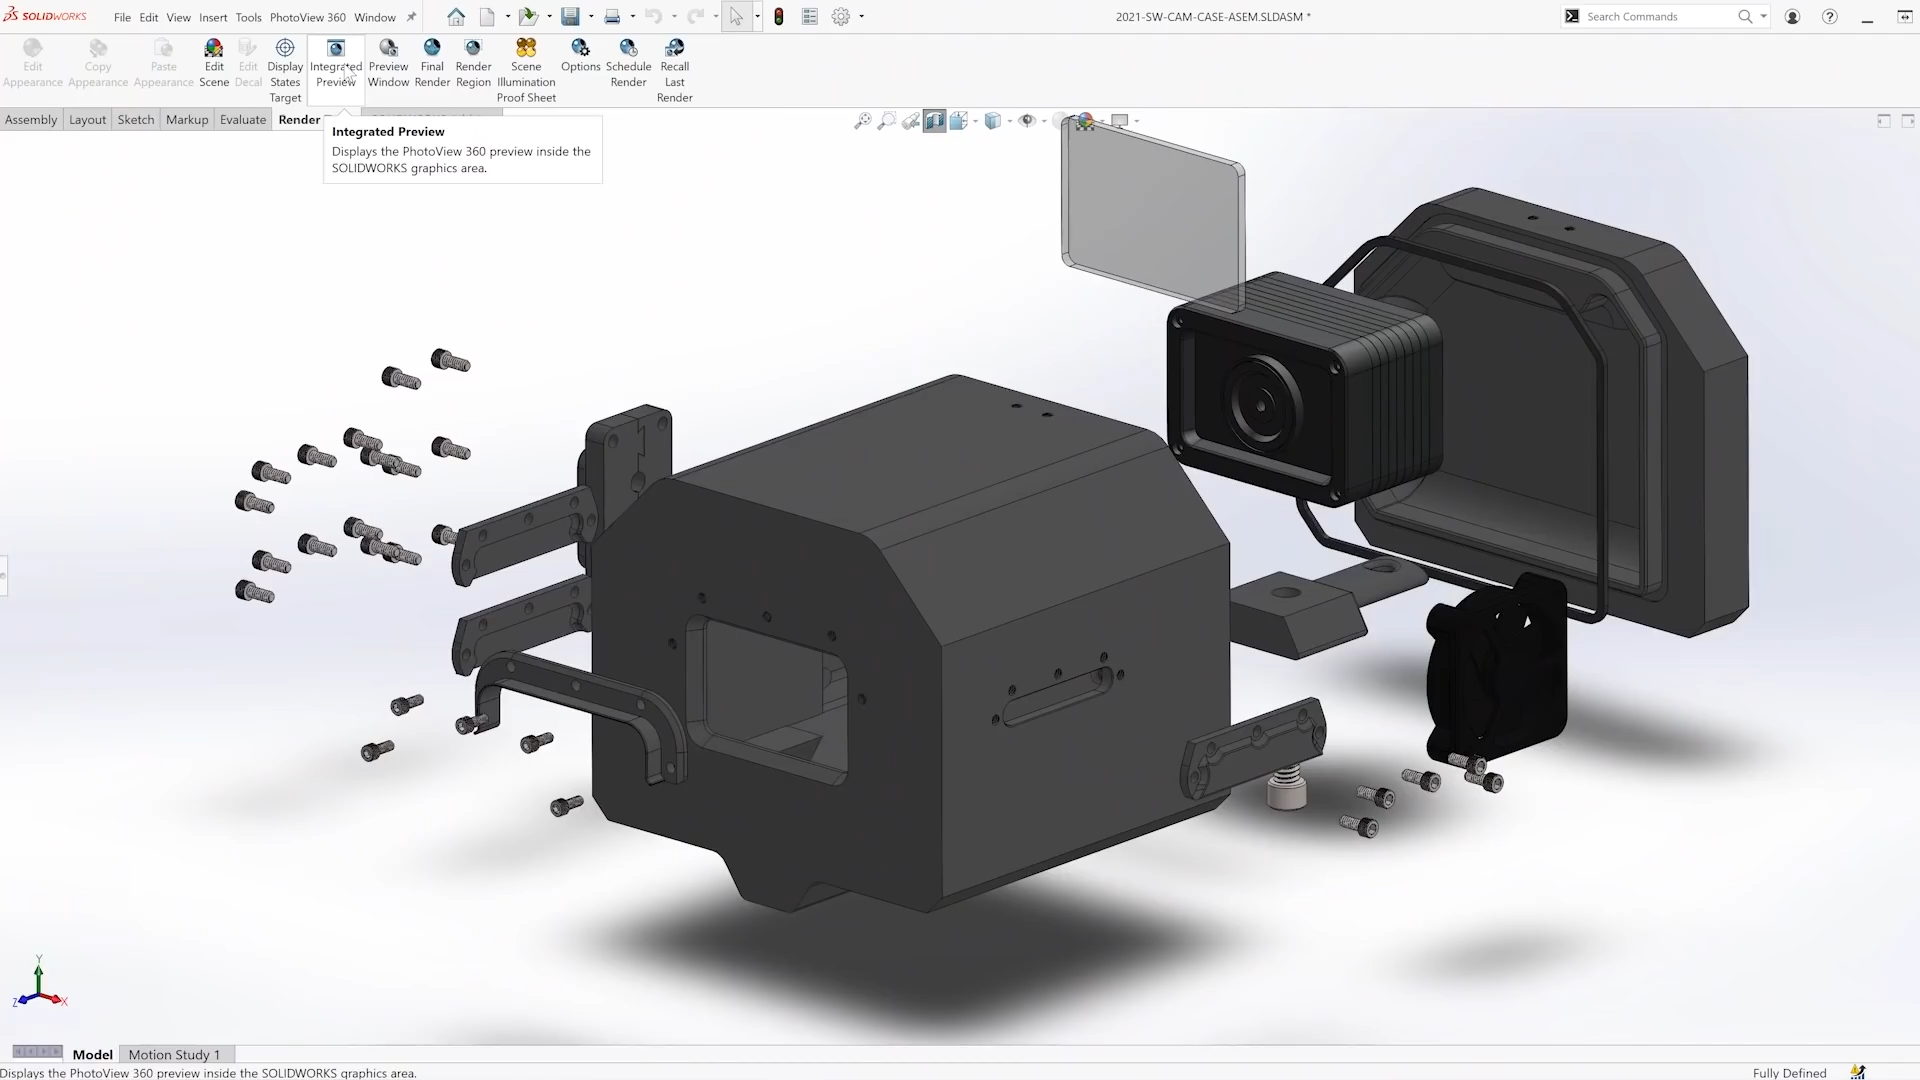 SOLIDWORKS File Edit View Insert Tools PhotoView 360 Window 2021-SW-CAM-CASE-ASEM.SLDASM * Search Commands
Edit Appearance
Copy Appearance
Paste Appearance
Edit Scene
Edit Decal
Display States Target
Integrated Preview
Preview Window
Final Render
Render Region
Scene Illumination Proof Sheet
Options
Schedule Render
Recall Last Render
Assembly Layout Sketch Markup Evaluate Render
Integrated Preview
Displays the PhotoView 360 preview inside the
SOLIDWORKS graphics area.
Y
Z X
Model Motion Study 1
Displays the PhotoView 360 preview inside the SOLIDWORKS graphics area. Fully Defined